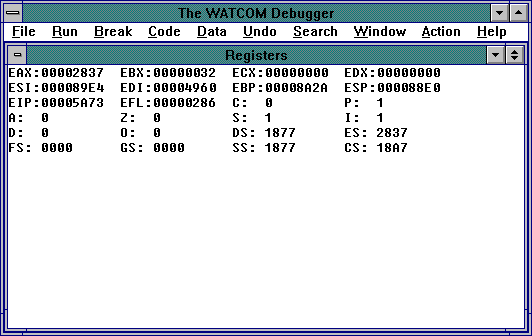 The WATCOM Debugger
File Run Break Code Data Undo Search Window Action Help
Registers
EAX:00002837 EBX:00000032 ECX:00000000 EDX:00000000
ESI:000089E4 EDI:00004960 EBP:00008A2A ESP:000088E0
EIP:00005A73 EFL:00000286 C: 0 P: 1
A: 0 Z: 0 S: 1 I: 1
D: 0 O: 0 DS: 1877 ES: 2837
FS: 0000 GS: 0000 SS: 1877 CS: 18A7